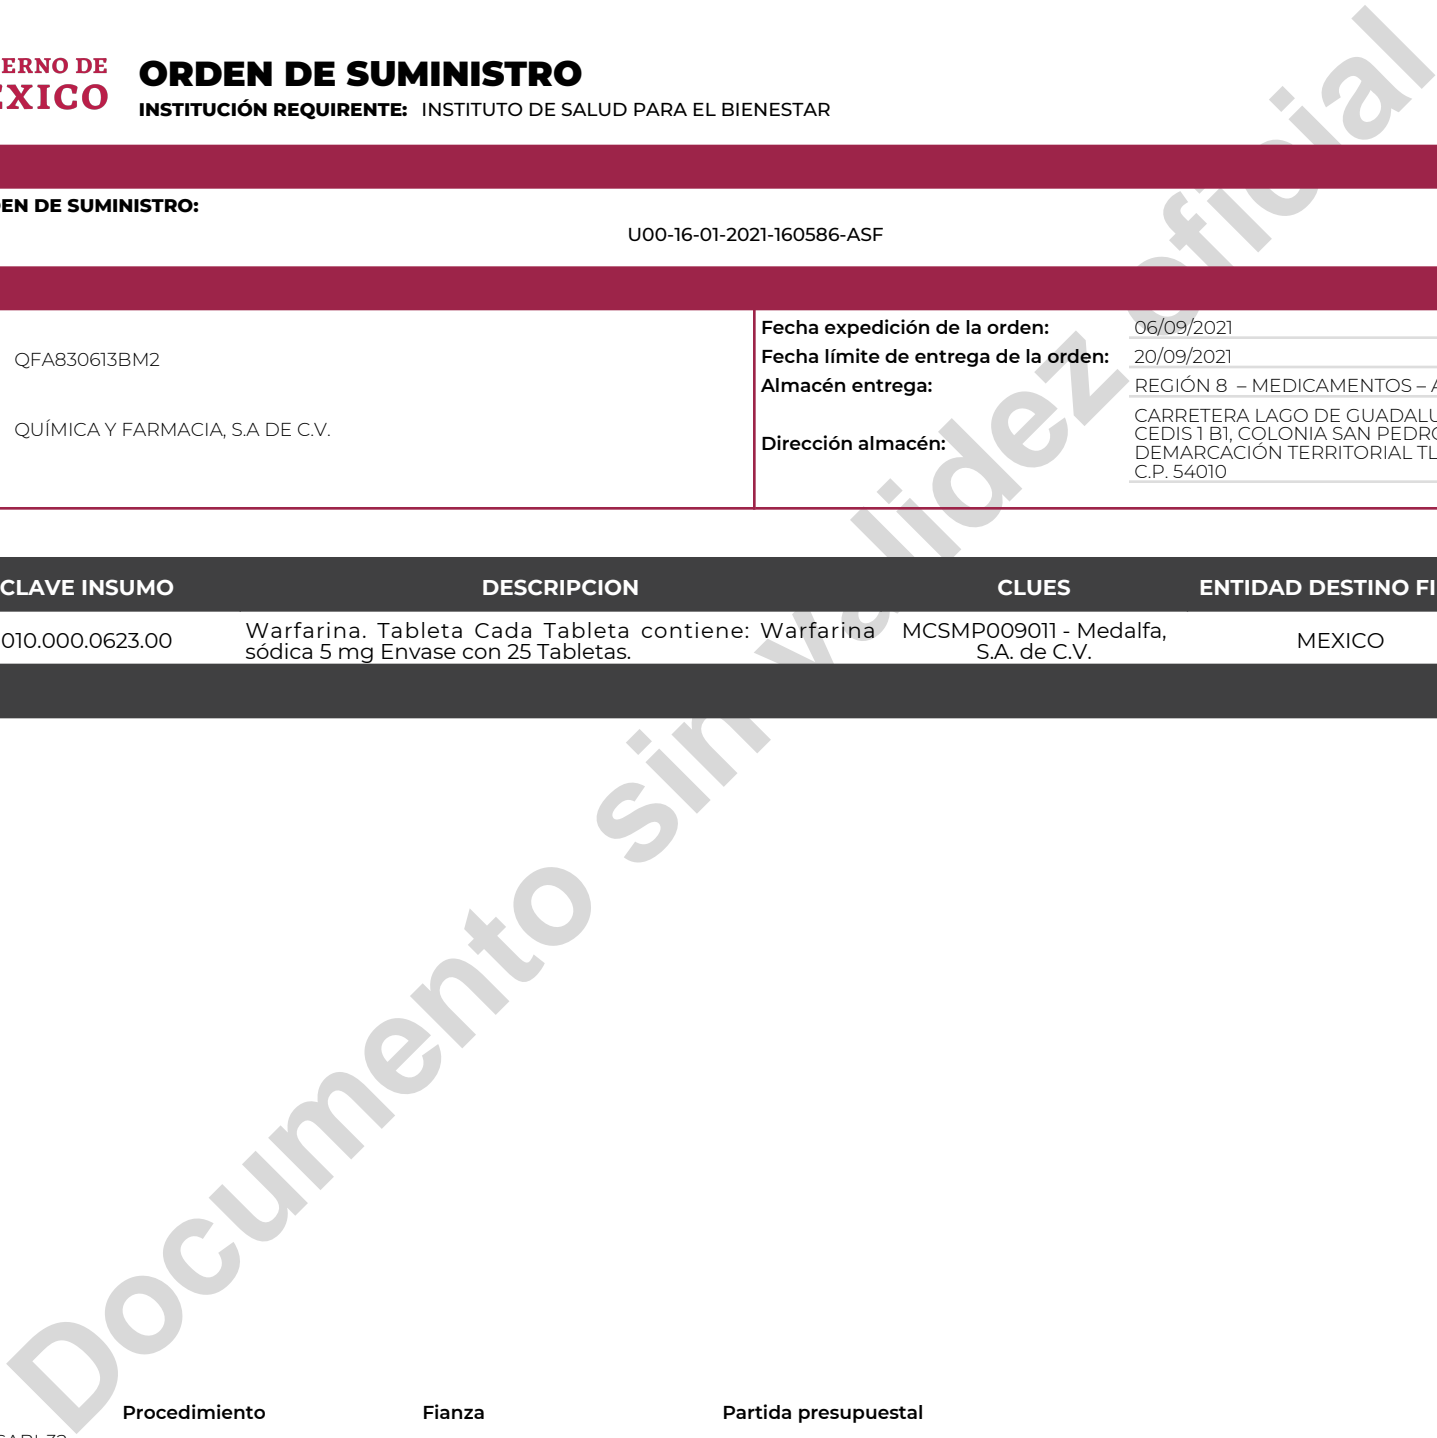 ERNO DE
EXICO
ORDEN DE SUMINISTRO
INSTITUCIÓN REQUIRENTE: INSTITUTO DE SALUD PARA EL BIENESTAR
EN DE SUMINISTRO:
U00-16-01-2021-160586-ASF
QFA830613BM2
QUÍMICA Y FARMACIA, S.A DE C.V.
Fecha expedición de la orden: 06/09/2021
Fecha límite de entrega de la orden: 20/09/2021
Almacén entrega: REGIÓN 8 – MEDICAMENTOS – A
Dirección almacén: CARRETERA LAGO DE GUADALU
CEDIS 1 B1, COLONIA SAN PEDRO
DEMARCACIÓN TERRITORIAL TL
C.P. 54010
CLAVE INSUMO DESCRIPCION CLUES ENTIDAD DESTINO FI
010.000.0623.00 Warfarina. Tableta Cada Tableta contiene: Warfarina sódica 5 mg Envase con 25 Tabletas. MCSMP009011 - Medalfa, S.A. de C.V. MEXICO
Documento sin validez oficial
Procedimiento Fianza Partida presupuestal